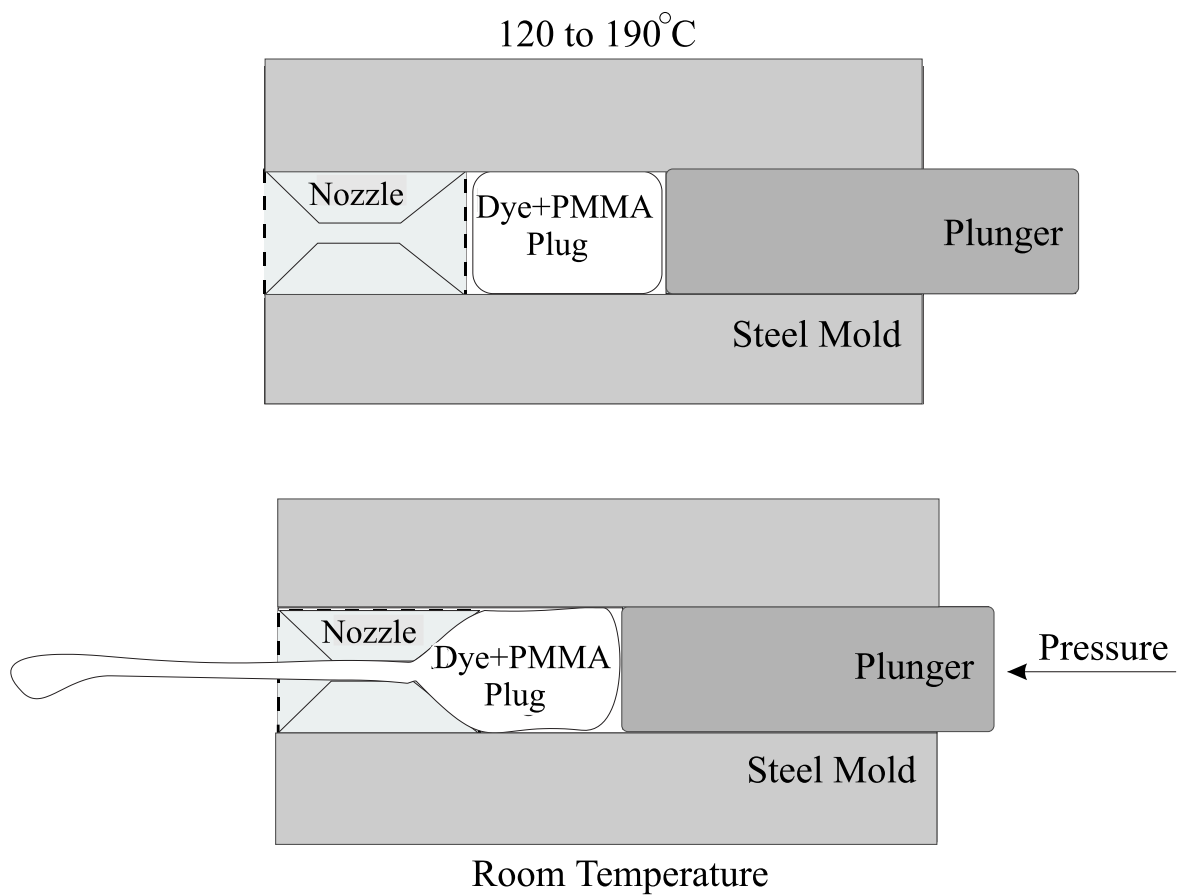 120 to 190°C
Nozzle
Dye+PMMA
Plug
Plunger
Steel Mold
Nozzle
Dye+PMMA
Plug
Plunger
Pressure
Steel Mold
Room Temperature